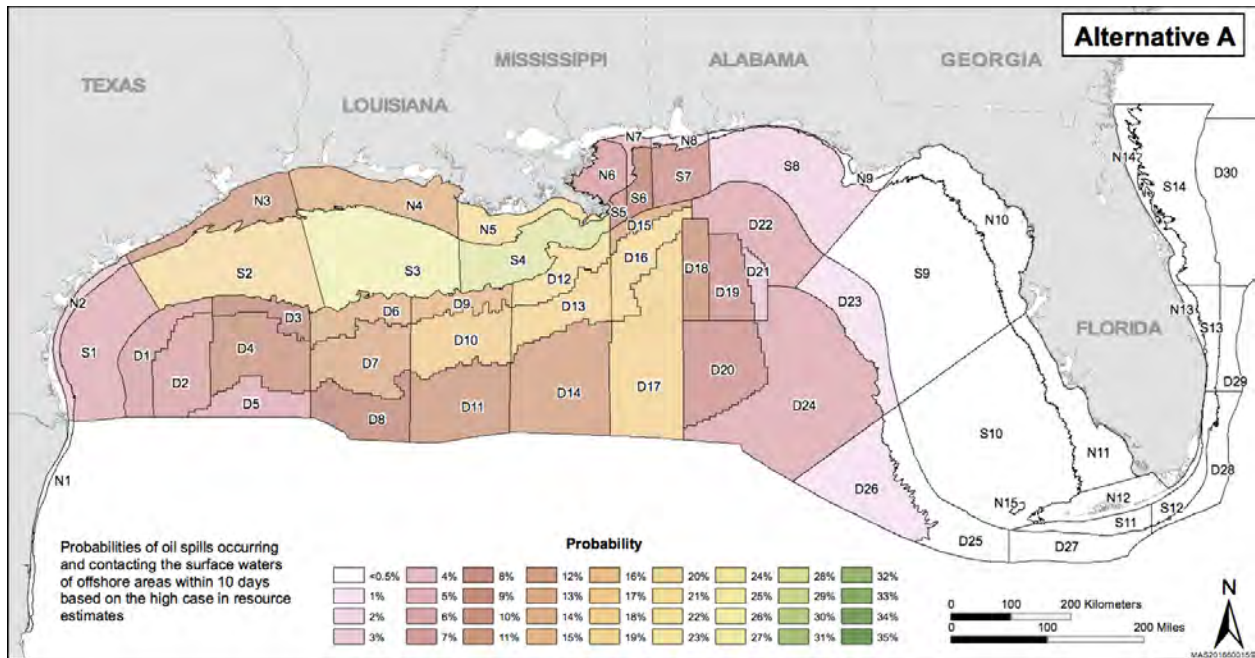 Alternative A
MISSISSIPPI
ALABAMA
GEORGIA
TEXAS
LOUISIANA
N7
N8
N6
S6
S7
S8
N9
N14
S14
D30
N3
N4
S5
N5
D15
D22
N10
S2
S3
S4
D12
D16
D18
D21
D19
S9
N2
D3
D6
D9
D13
D23
N13
S13
FLORIDA
S1
D1
D2
D4
D7
D10
D20
D29
D5
D8
D11
D14
D17
D24
S10
N11
D28
N1
D26
N15
N12
S12
S11
D25
D27
Probabilities of oil spills occurring
and contacting the surface waters
of offshore areas within 10 days
based on the high case in resource
estimates
Probability
<0.5% 4% 8% 12% 16% 20% 24% 28% 32%
1% 5% 9% 13% 17% 21% 25% 29% 33%
2% 6% 10% 14% 18% 22% 26% 30% 34%
3% 7% 11% 15% 19% 23% 27% 31% 35%
N
0 100 200 Kilometers
0 100 200 Miles